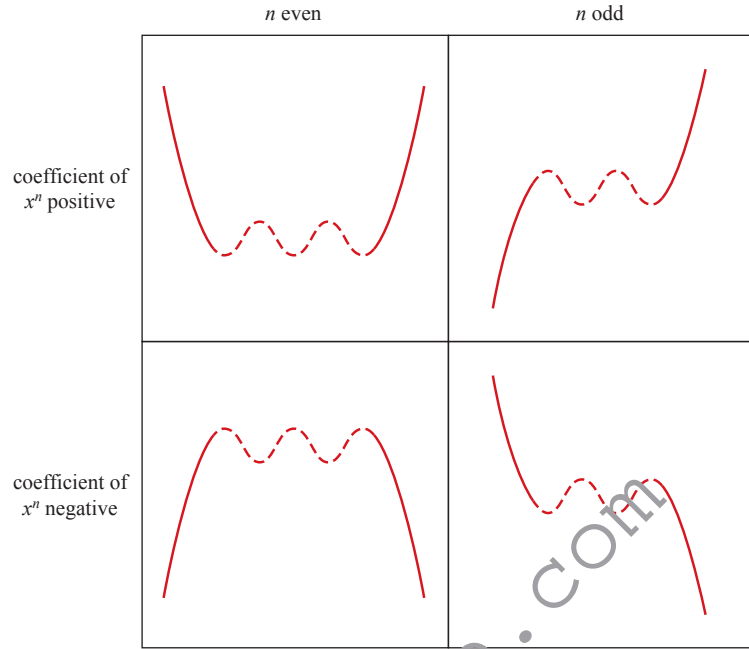 n even
n odd
coefficient of
xⁿ positive
coefficient of
xⁿ negative
.com